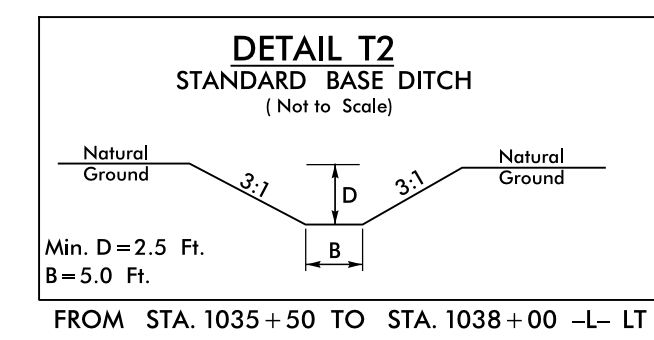 DETAIL T2
STANDARD BASE DITCH
( Not to Scale)
Natural
Ground
3:1
D
3:1
Natural
Ground
B
Min. D=2.5 Ft.
B=5.0 Ft.
FROM STA. 1035+50 TO STA. 1038+00 -L- LT